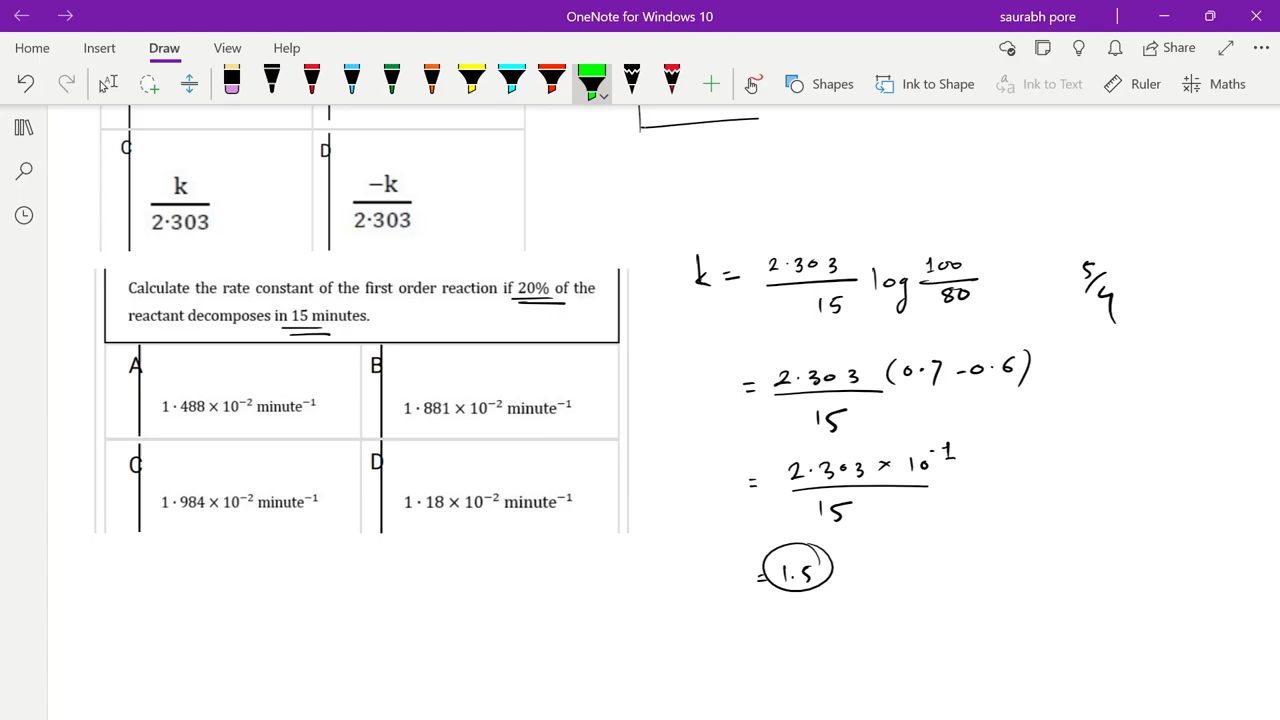 OneNote for Windows 10
saurabh pore
Home Insert Draw View Help
Share
Shapes
Ink to Shape
Ink to Text
Ruler
Maths
C
k
2·303
D
−k
2·303
Calculate the rate constant of the first order reaction if 20% of the
reactant decomposes in 15 minutes.
A
1·488 × 10⁻² minute⁻¹
B
1·881 × 10⁻² minute⁻¹
C
1·984 × 10⁻² minute⁻¹
D
1·18 × 10⁻² minute⁻¹
k = 2.303/15 log 100/80
5/4
= 2.303/15 (0.7 - 0.6)
= 2.303 × 10⁻¹/15
= 1.5